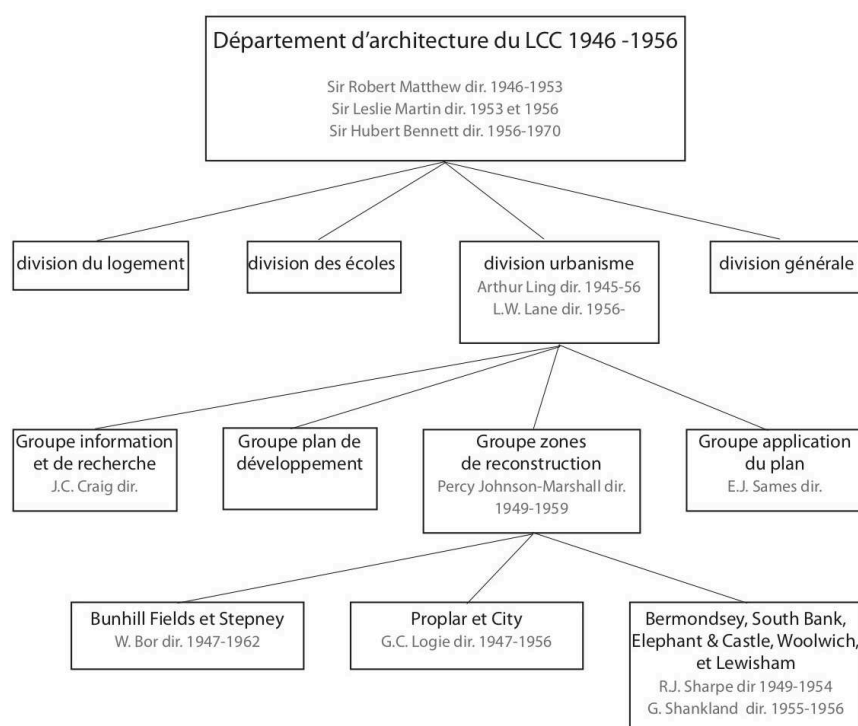 Département d'architecture du LCC 1946 -1956
Sir Robert Matthew dir. 1946-1953
Sir Leslie Martin dir. 1953 et 1956
Sir Hubert Bennett dir. 1956-1970
division du logement
division des écoles
division urbanisme
Arthur Ling dir. 1945-56
L.W. Lane dir. 1956-
division générale
Groupe information
et de recherche
J.C. Craig dir.
Groupe plan de
développement
Groupe zones
de reconstruction
Percy Johnson-Marshall dir.
1949-1959
Groupe application
du plan
E.J. Sames dir.
Bunhill Fields et Stepney
W. Bor dir. 1947-1962
Proplar et City
G.C. Logie dir. 1947-1956
Bermondsey, South Bank,
Elephant & Castle, Woolwich,
et Lewisham
R.J. Sharpe dir 1949-1954
G. Shankland dir. 1955-1956